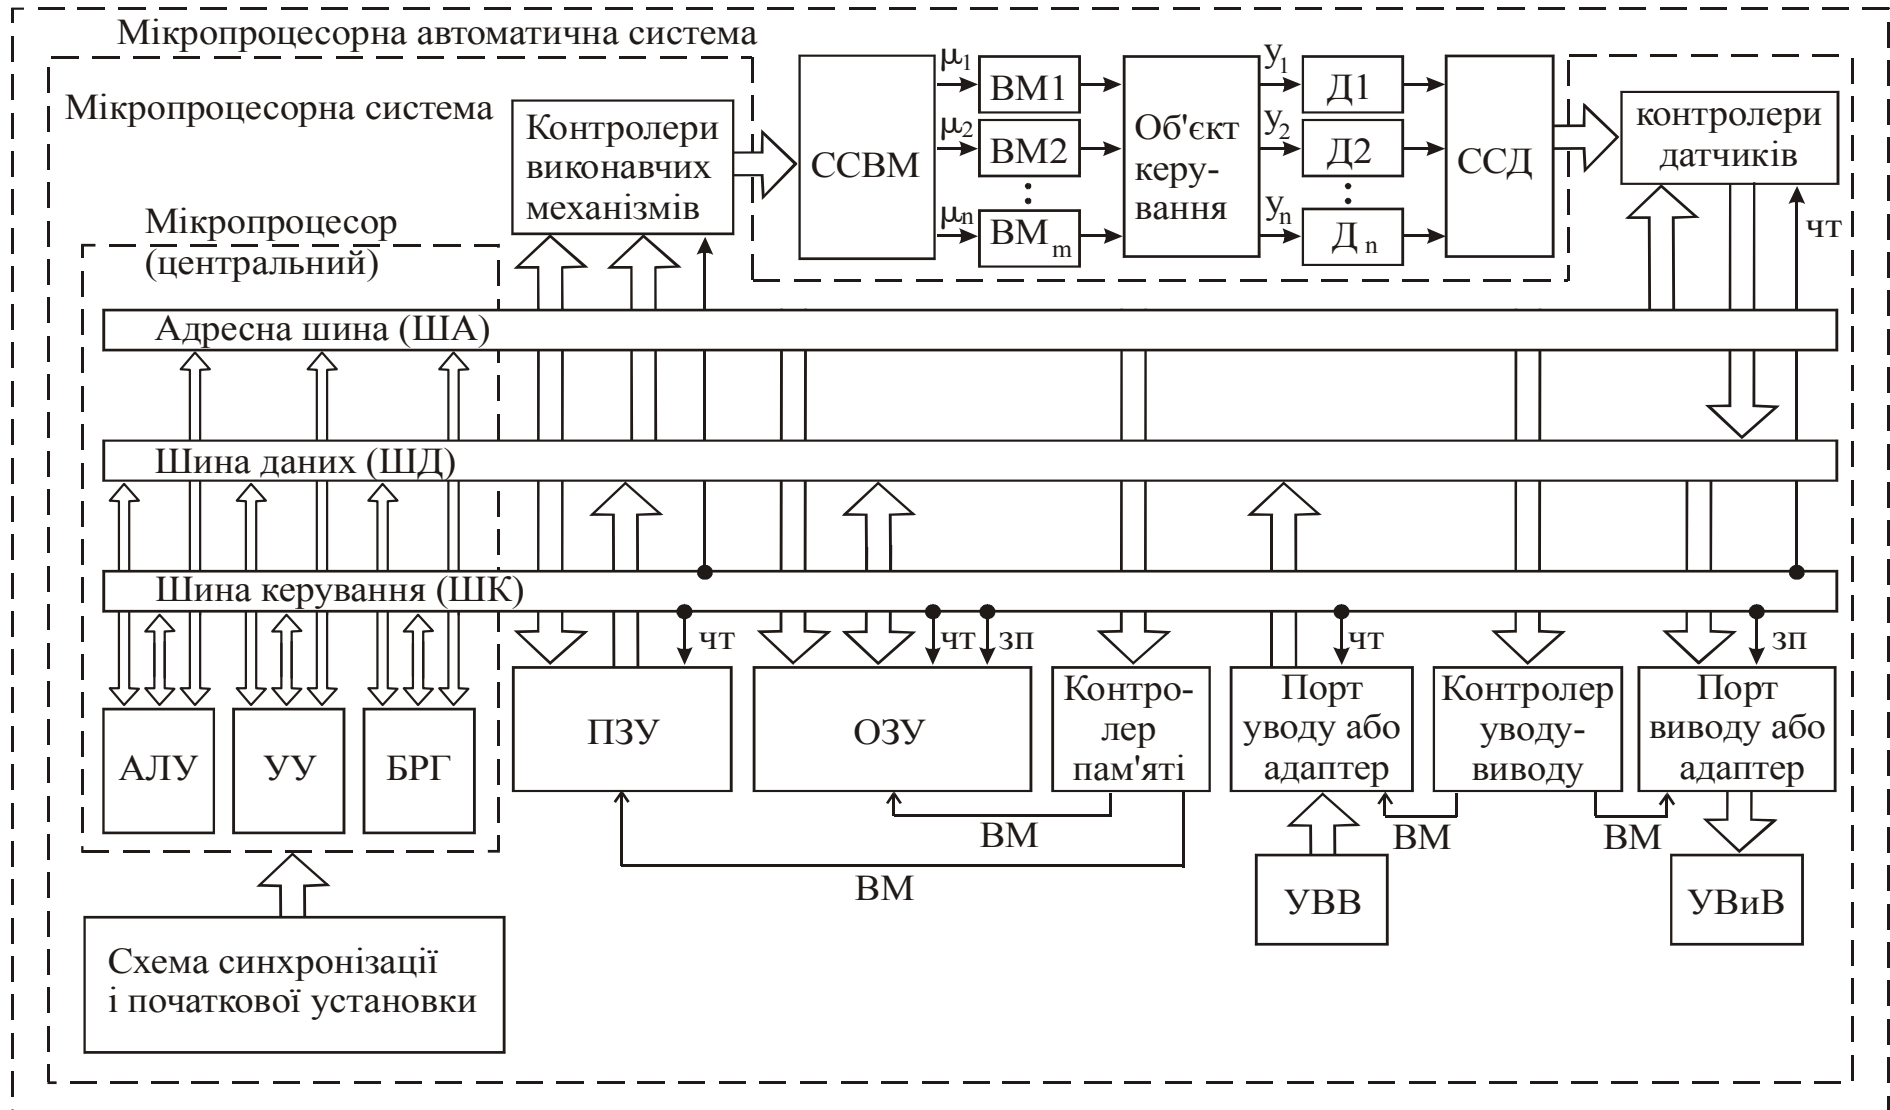 Мікропроцесорна автоматична система
Мікропроцесорна система
Контролери
виконавчих
механізмів
ССВМ
μ1
μ2
μn
ВМ1
ВМ2
ВМm
Об'єкт
керу-
вання
y1
y2
yn
Д1
Д2
Дn
ССД
контролери
датчиків
чт
Мікропроцесор
(центральний)
Адресна шина (ША)
Шина даних (ШД)
Шина керування (ШК)
чт
чт
зп
чт
зп
АЛУ
УУ
БРГ
ПЗУ
ОЗУ
Контро-
лер
пам'яті
Порт
уводу або
адаптер
Контролер
уводу-
виводу
Порт
виводу або
адаптер
ВМ
ВМ
ВМ
ВМ
УВВ
УВиВ
Схема синхронізації
і початкової установки